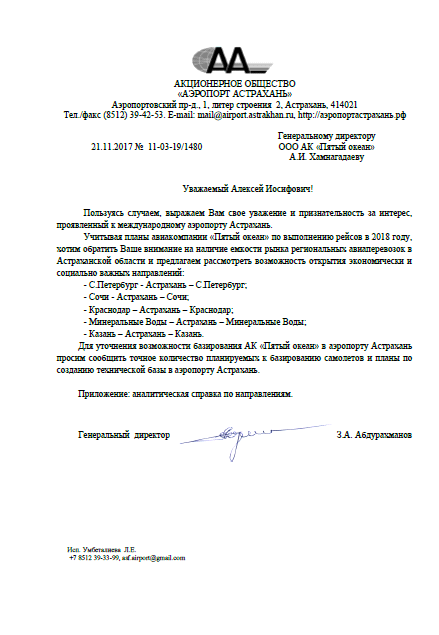 АА
АКЦИОНЕРНОЕ ОБЩЕСТВО
«АЭРОПОРТ АСТРАХАНЬ»
Аэропортовский пр-д., 1, литер строения 2, Астрахань, 414021
Тел./факс (8512) 39-42-53. E-mail: mail@airport.astrakhan.ru, http://аэропортастрахань.рф
Генеральному директору
21.11.2017 № 11-03-19/1480 ООО АК «Пятый океан»
А.И. Хамнагадаеву
Уважаемый Алексей Иосифович!
Пользуясь случаем, выражаем Вам свое уважение и признательность за интерес,
проявленный к международному аэропорту Астрахань.
Учитывая планы авиакомпании «Пятый океан» по выполнению рейсов в 2018 году,
хотим обратить Ваше внимание на наличие емкости рынка региональных авиаперевозок в
Астраханской области и предлагаем рассмотреть возможность открытия экономически и
социально важных направлений:
- С.Петербург - Астрахань – С.Петербург;
- Сочи - Астрахань – Сочи;
- Краснодар – Астрахань – Краснодар;
- Минеральные Воды – Астрахань – Минеральные Воды;
- Казань – Астрахань – Казань.
Для уточнения возможности базирования АК «Пятый океан» в аэропорту Астрахань
просим сообщить точное количество планируемых к базированию самолетов и планы по
созданию технической базы в аэропорту Астрахань.
Приложение: аналитическая справка по направлениям.
Генеральный директор З.А. Абдурахманов
Исп. Умбеталиева Л.Е.
+7 8512 39-33-99, asf.airport@gmail.com